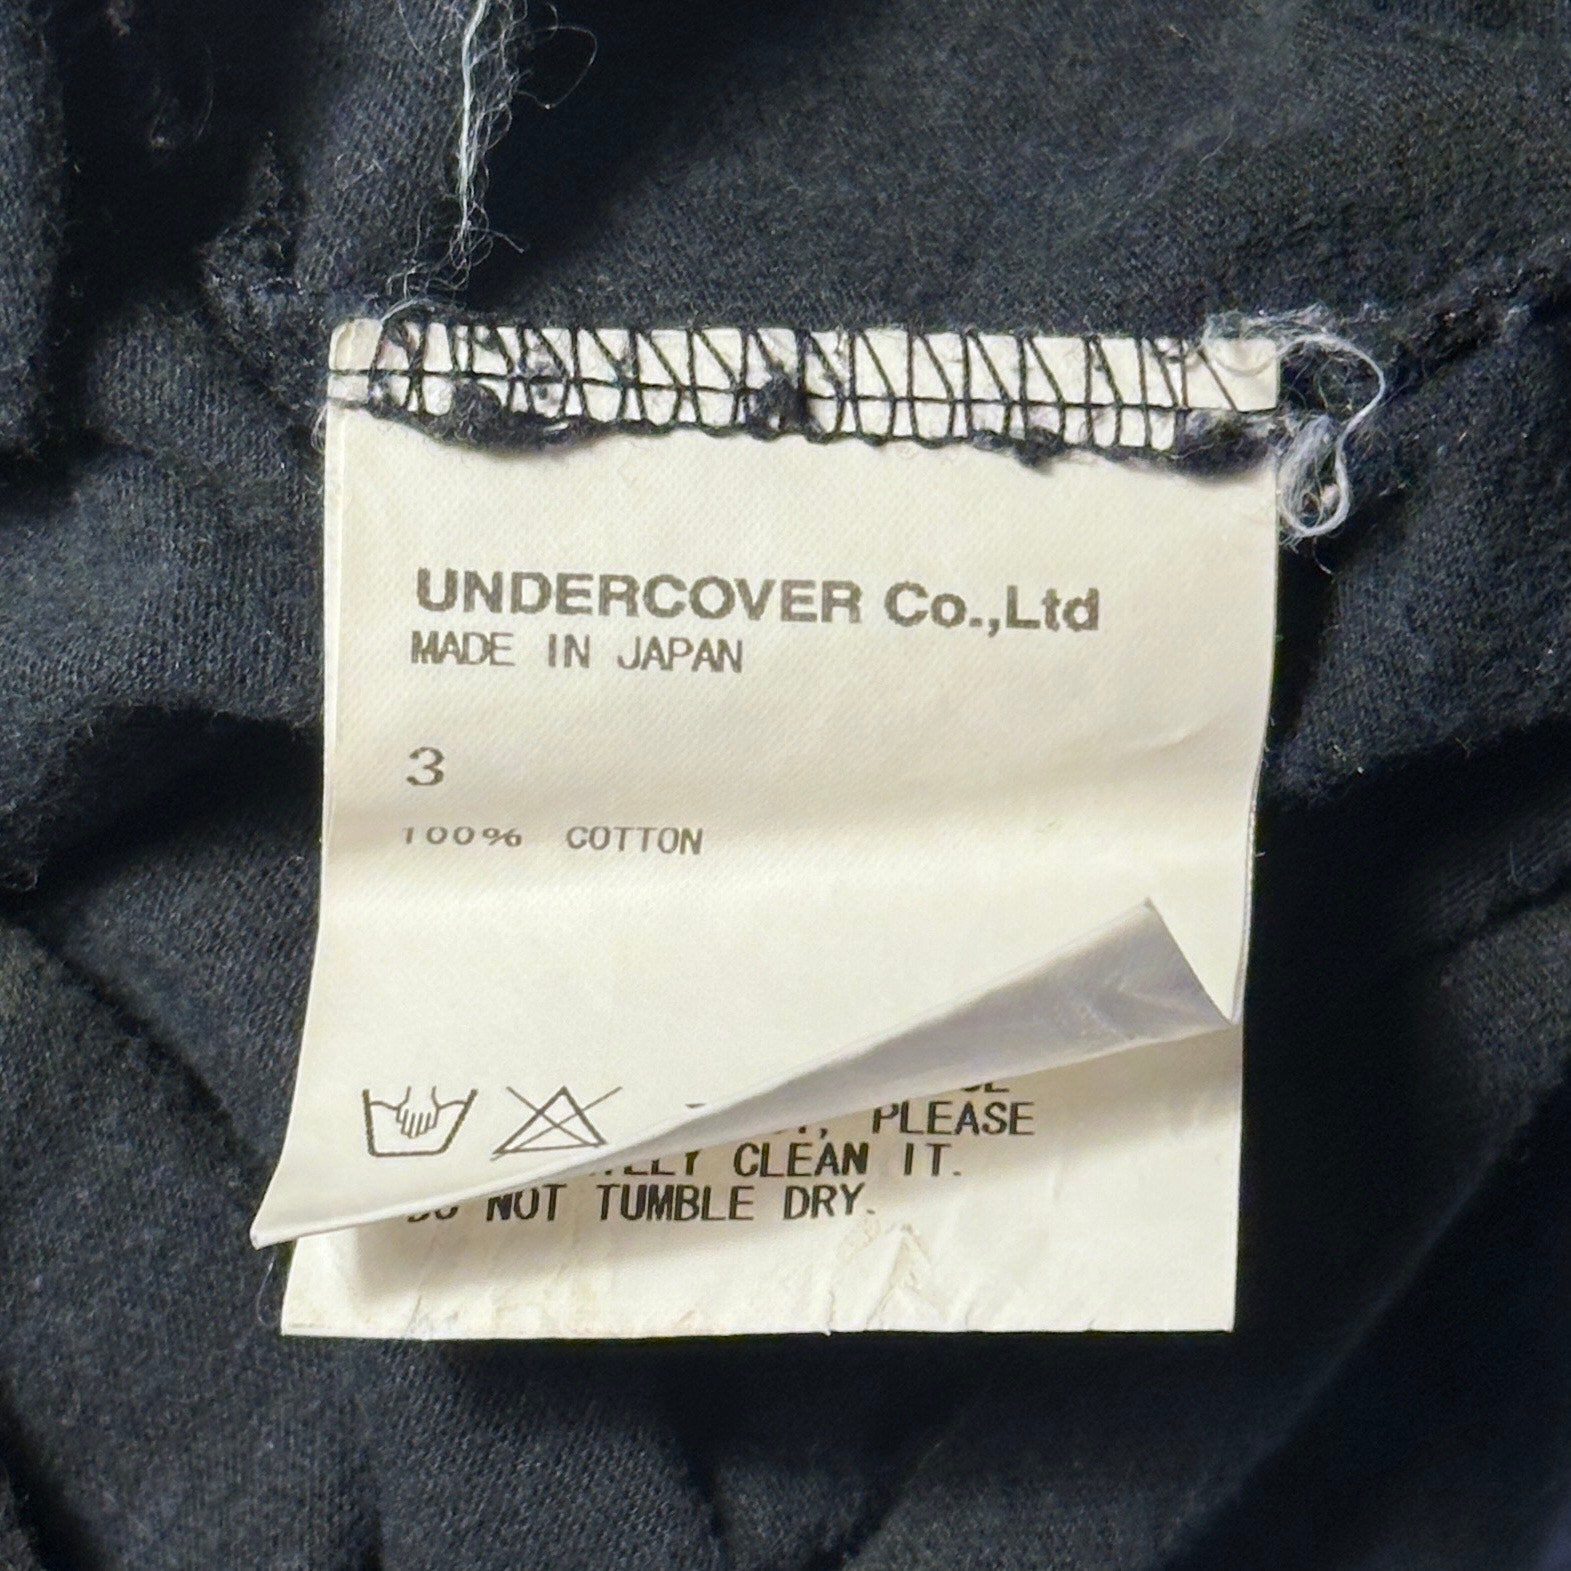 UNDERCOVER Co.,Ltd
MADE IN JAPAN
3
100% COTTON
PLEASE
CLEAN IT.
NOT TUMBLE DRY.